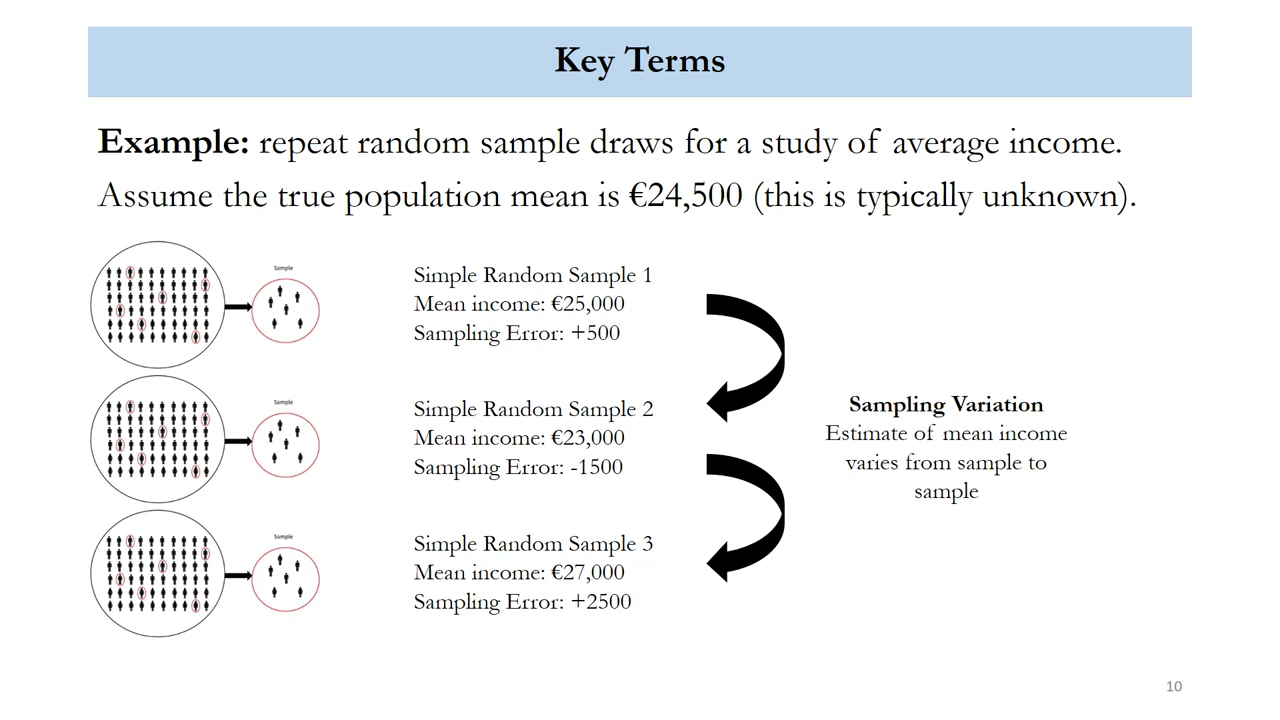 Key Terms
Example: repeat random sample draws for a study of average income.
Assume the true population mean is €24,500 (this is typically unknown).
Sample
Simple Random Sample 1
Mean income: €25,000
Sampling Error: +500
Sample
Simple Random Sample 2
Mean income: €23,000
Sampling Error: -1500
Sampling Variation
Estimate of mean income
varies from sample to
sample
Sample
Simple Random Sample 3
Mean income: €27,000
Sampling Error: +2500
10